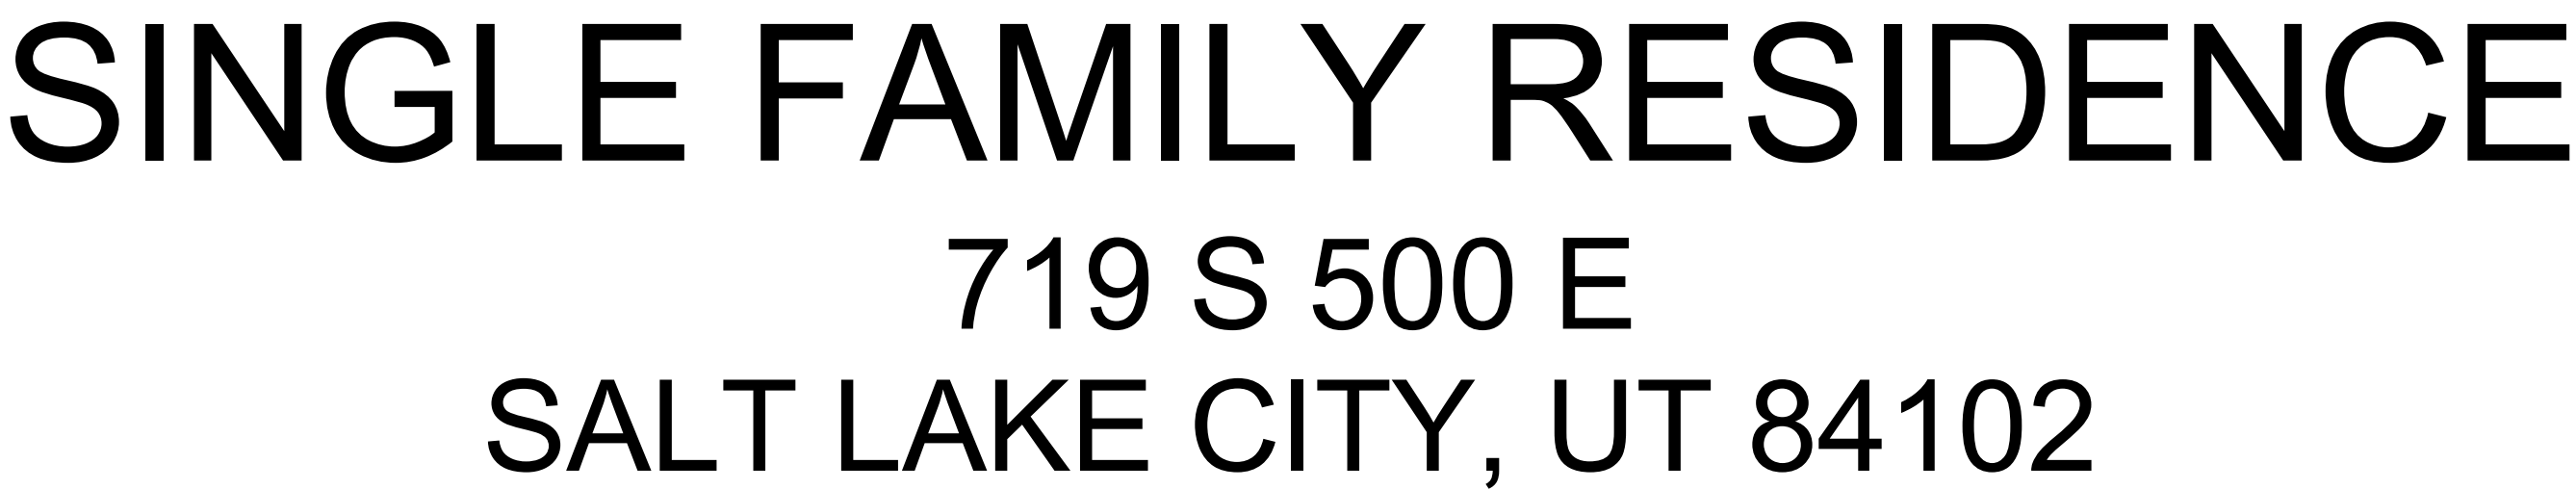 SINGLE FAMILY RESIDENCE
719 S 500 E
SALT LAKE CITY, UT 84102